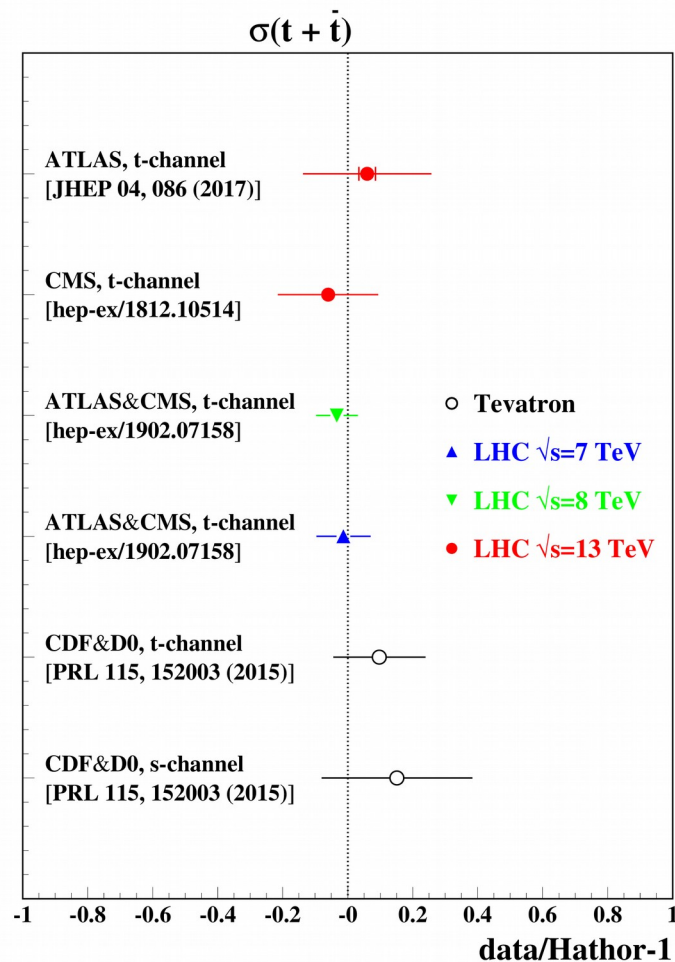 σ(t + t̄)
ATLAS, t-channel
[JHEP 04, 086 (2017)]
CMS, t-channel
[hep-ex/1812.10514]
ATLAS&CMS, t-channel
[hep-ex/1902.07158]
ATLAS&CMS, t-channel
[hep-ex/1902.07158]
CDF&D0, t-channel
[PRL 115, 152003 (2015)]
CDF&D0, s-channel
[PRL 115, 152003 (2015)]
Tevatron
LHC √s=7 TeV
LHC √s=8 TeV
LHC √s=13 TeV
-1 -0.8 -0.6 -0.4 -0.2 -0 0.2 0.4 0.6 0.8 1
data/Hathor-1